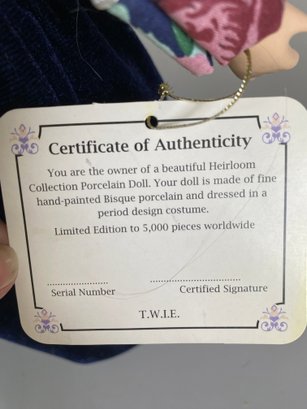 Certificate of Authenticity
You are the owner of a beautiful Heirloom
Collection Porcelain Doll. Your doll is made of fine
hand-painted Bisque porcelain and dressed in a
period design costume.
Limited Edition to 5,000 pieces worldwide
Serial Number
Certified Signature
T.W.I.E.